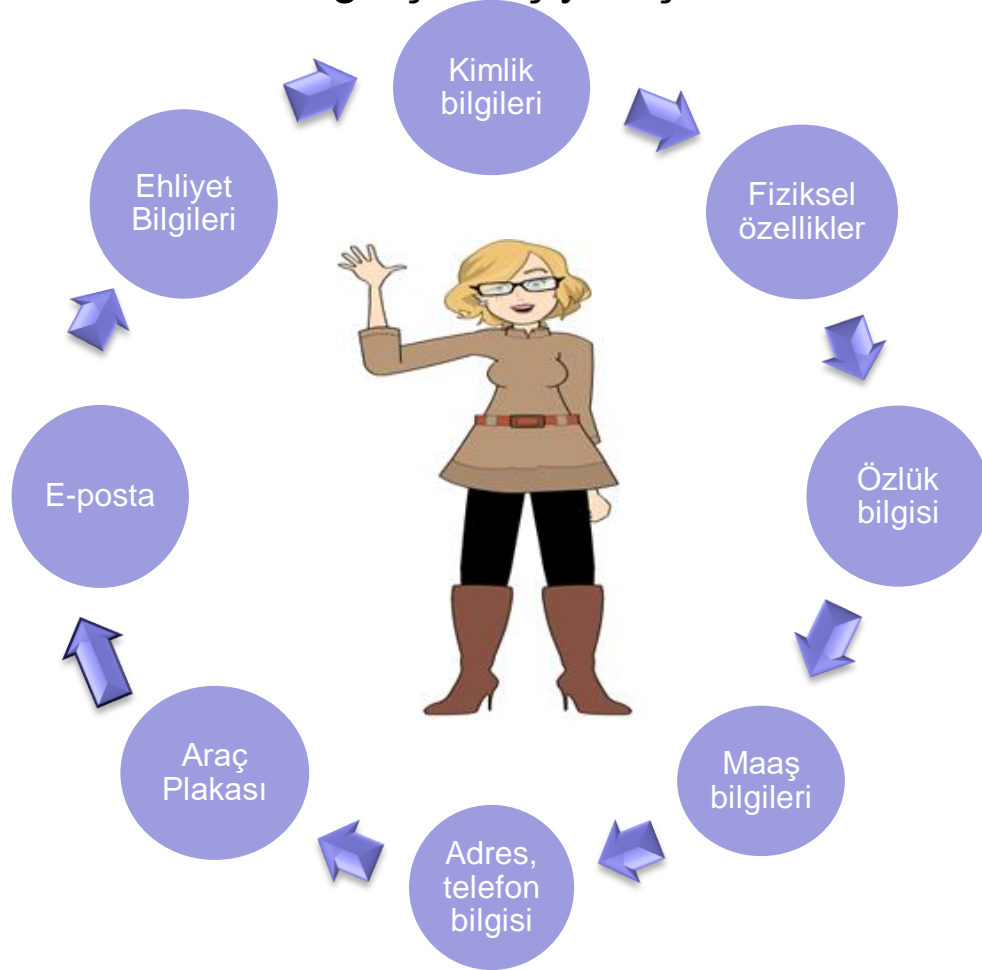 Kimlik
bilgileri
Fiziksel
özellikler
Özlük
bilgisi
Maaş
bilgileri
Adres,
telefon
bilgisi
Araç
Plakası
E-posta
Ehliyet
Bilgileri